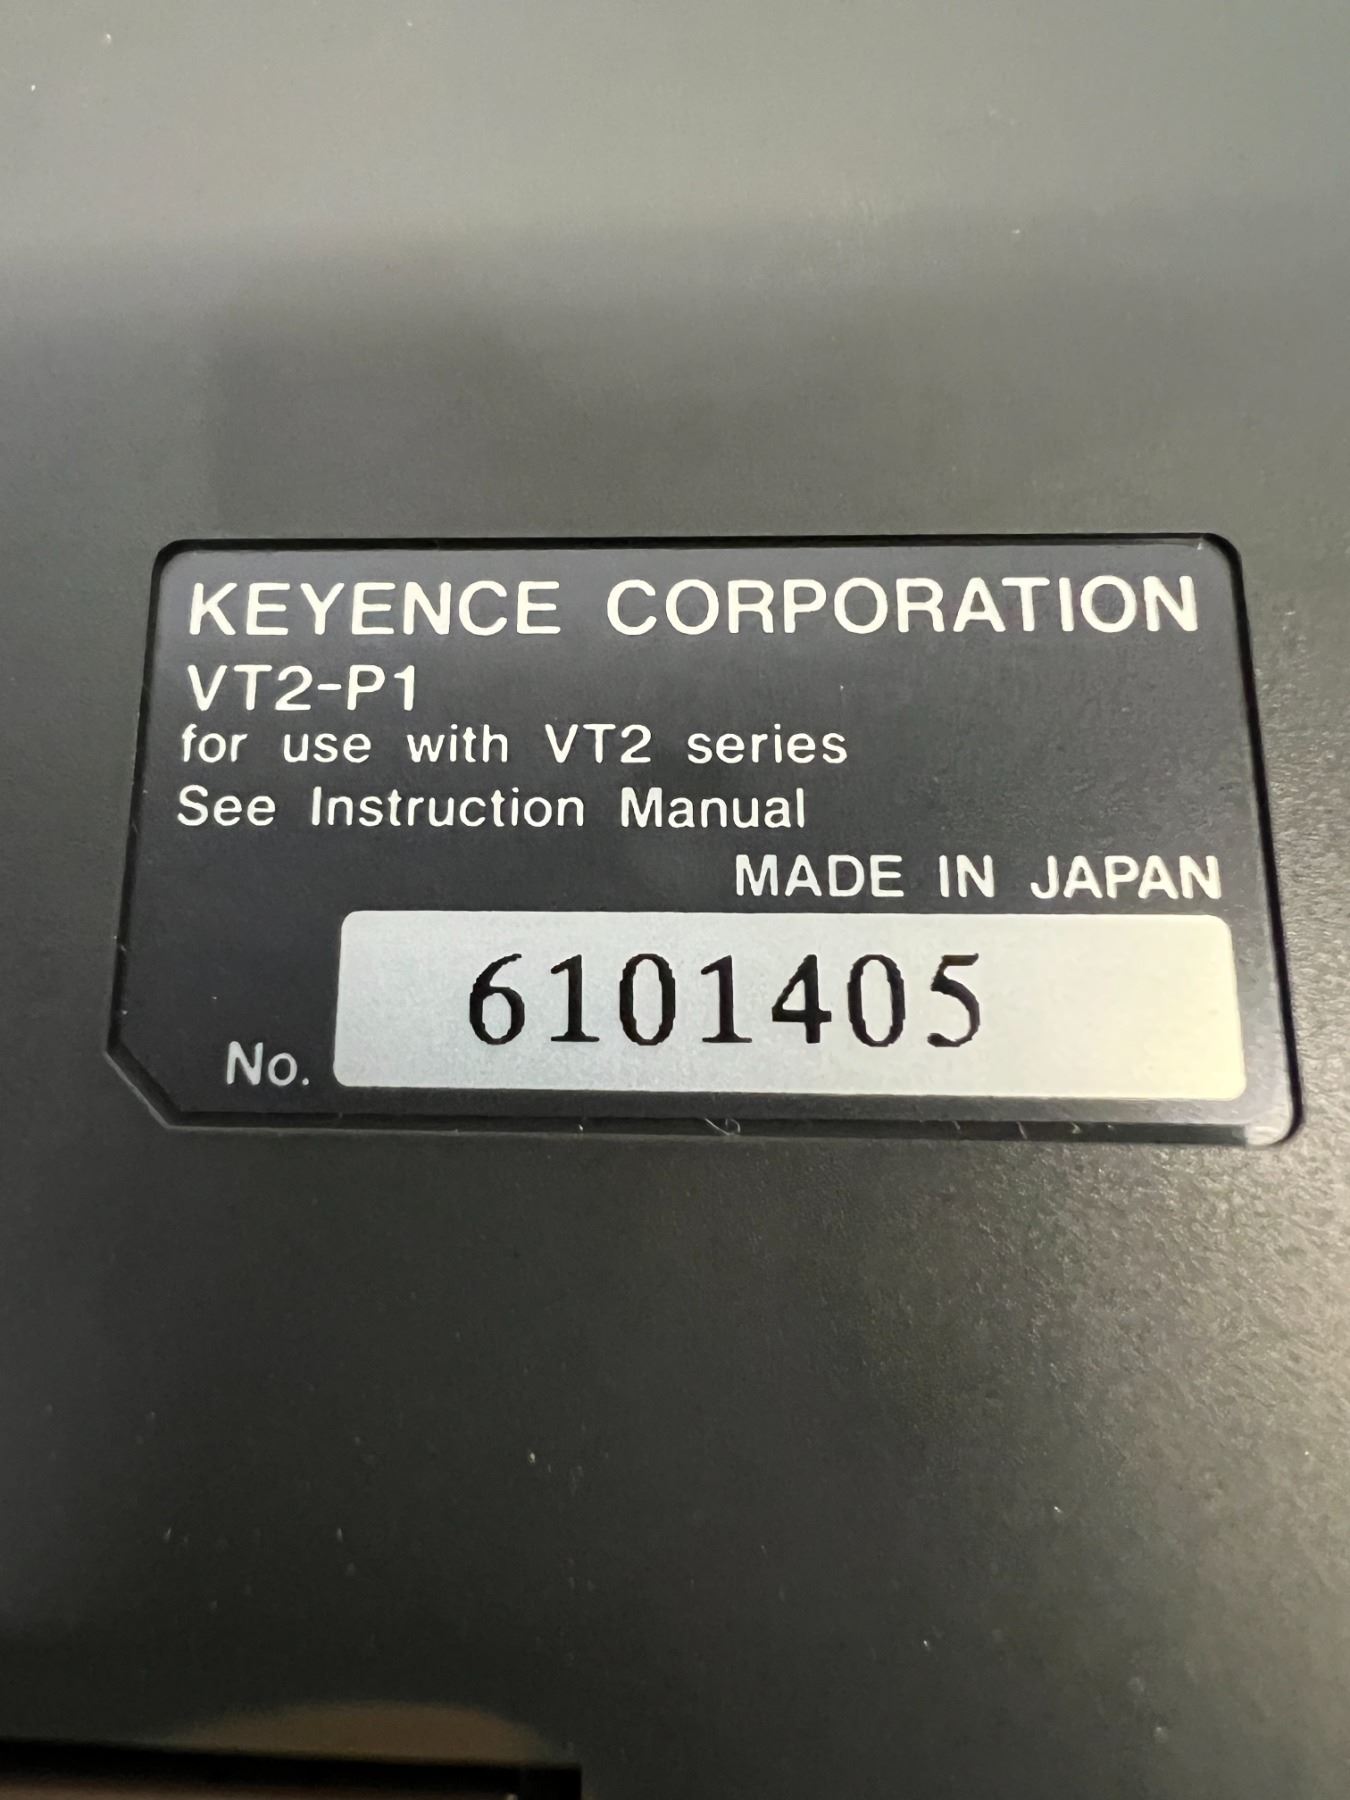 KEYENCE CORPORATION
VT2-P1
for use with VT2 series
See Instruction Manual
MADE IN JAPAN
No. 6101405